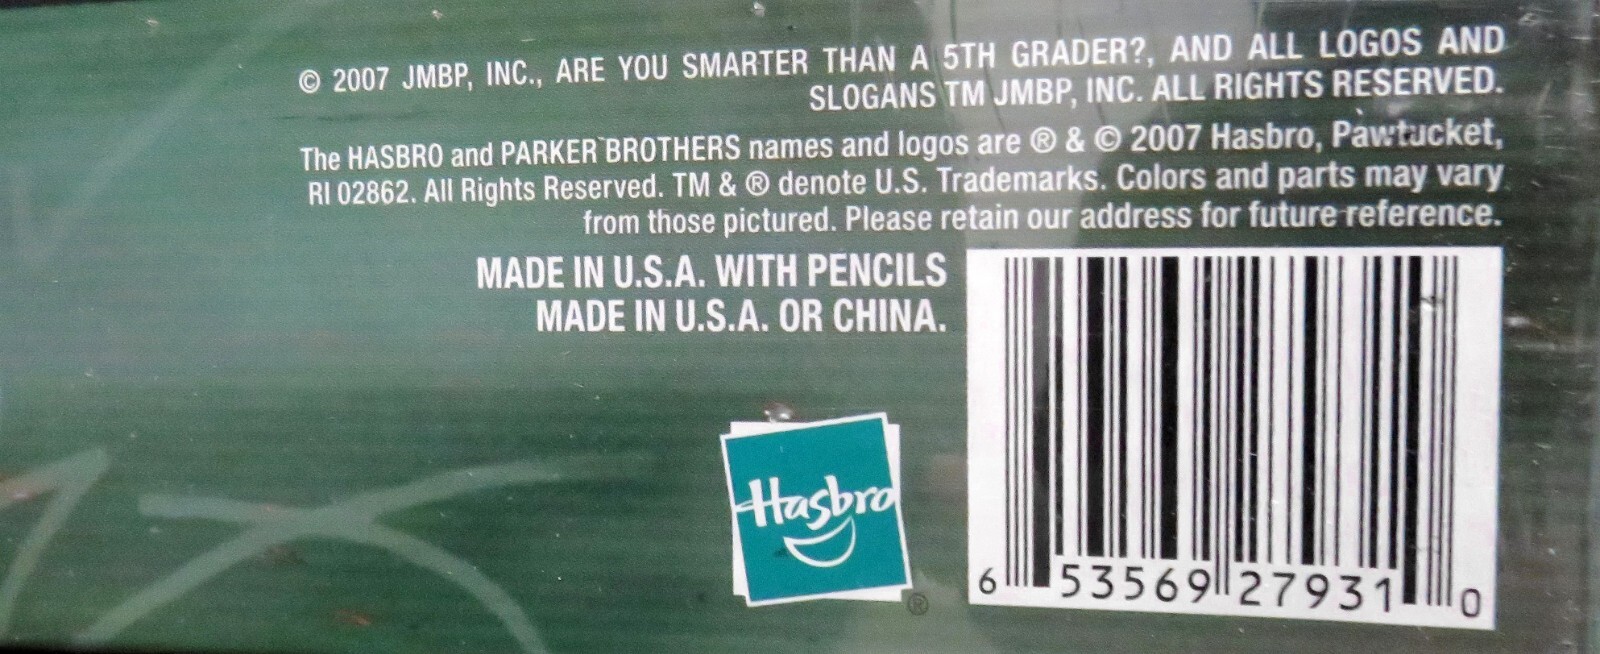 © 2007 JMBP, INC., ARE YOU SMARTER THAN A 5TH GRADER?, AND ALL LOGOS AND
SLOGANS TM JMBP, INC. ALL RIGHTS RESERVED.
The HASBRO and PARKER BROTHERS names and logos are ® & © 2007 Hasbro, Pawtucket,
RI 02862. All Rights Reserved. TM & ® denote U.S. Trademarks. Colors and parts may vary
from those pictured. Please retain our address for future reference.
MADE IN U.S.A. WITH PENCILS
MADE IN U.S.A. OR CHINA.
Hasbro
®
6 53569 27931 0